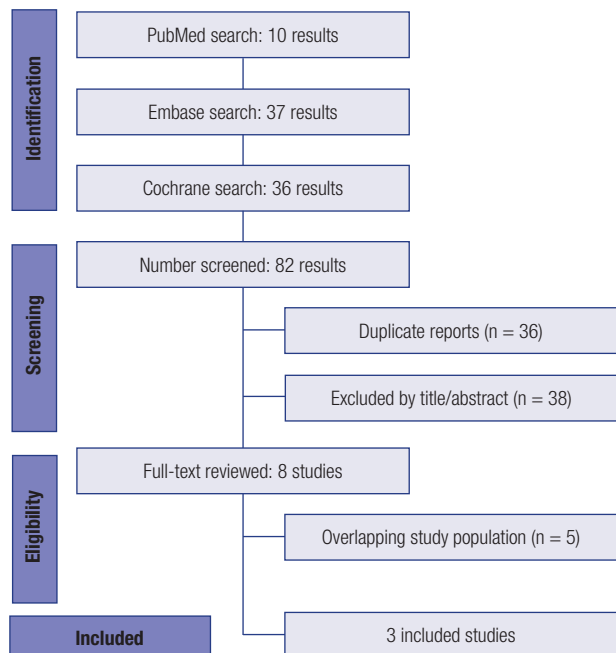 Identification
PubMed search: 10 results
Embase search: 37 results
Cochrane search: 36 results
Screening
Number screened: 82 results
Duplicate reports (n = 36)
Excluded by title/abstract (n = 38)
Eligibility
Full-text reviewed: 8 studies
Overlapping study population (n = 5)
Included
3 included studies